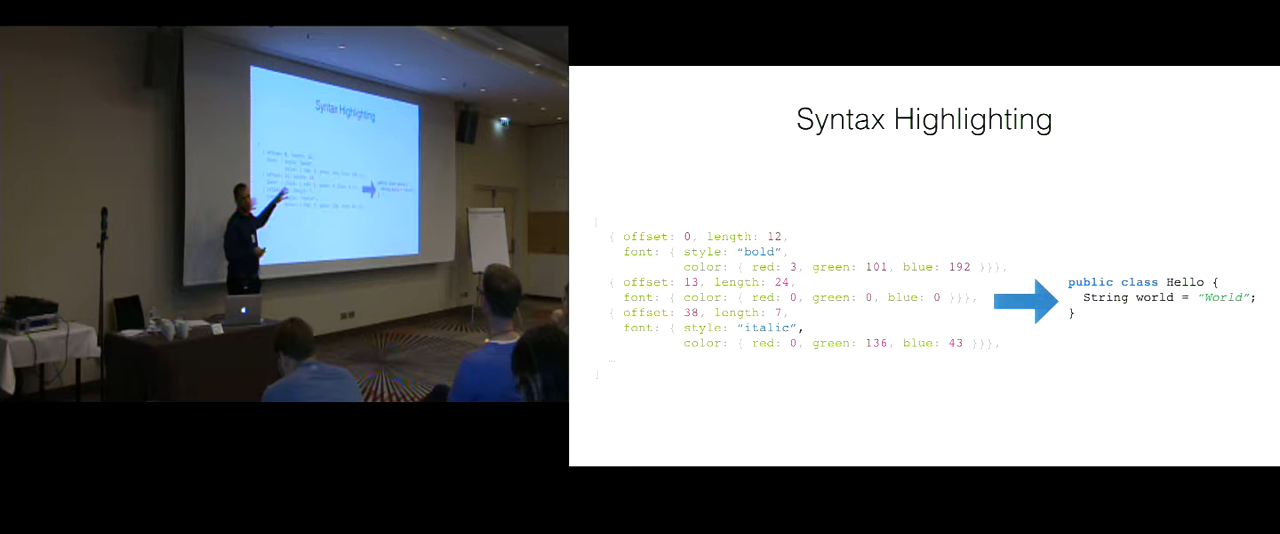 Syntax Highlighting
Syntax Highlighting
[
{ offset: 0, length: 12,
font: { style: “bold”,
color: { red: 3, green: 101, blue: 192 }}},
{ offset: 13, length: 24,
font: { color: { red: 0, green: 0, blue: 0 }}},
{ offset: 38, length: 7,
font: { style: “italic”,
color: { red: 0, green: 136, blue: 43 }}},
…
]
public class Hello {
String world = “World”;
}